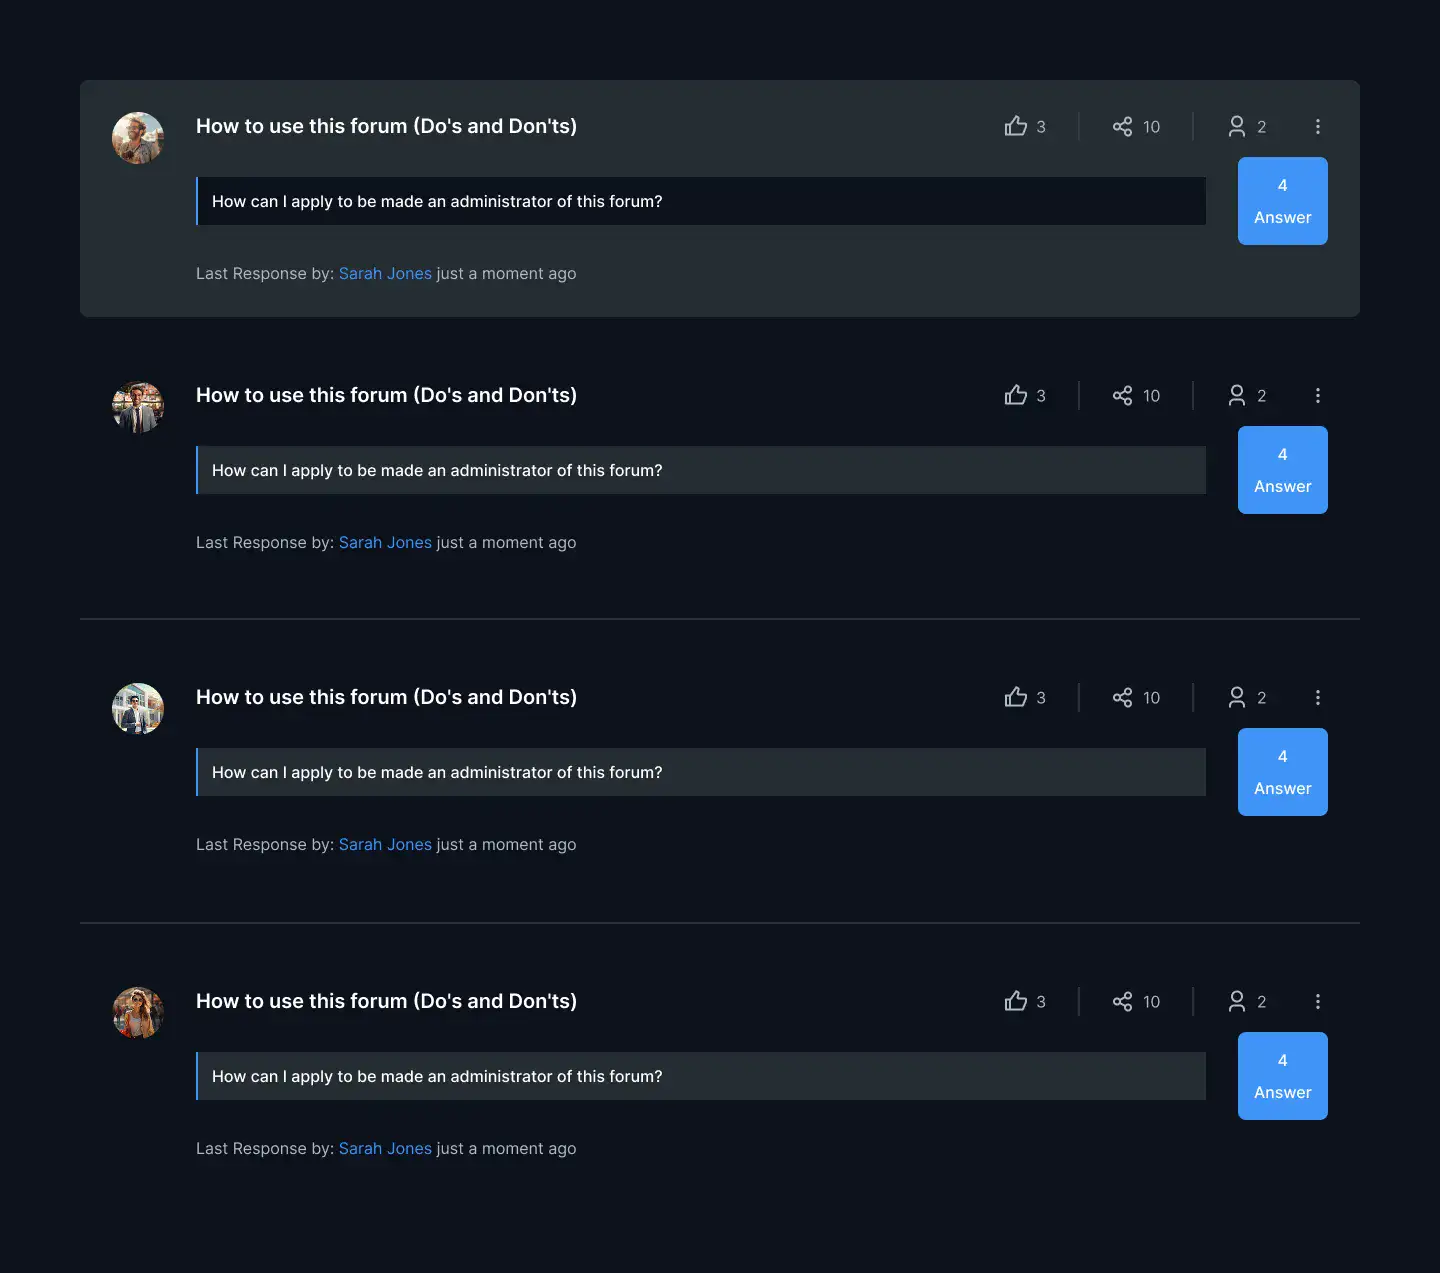 How to use this forum (Do's and Don'ts)
3
10
2
How can I apply to be made an administrator of this forum?
4
Answer
Last Response by: Sarah Jones just a moment ago
How to use this forum (Do's and Don'ts)
3
10
2
How can I apply to be made an administrator of this forum?
4
Answer
Last Response by: Sarah Jones just a moment ago
How to use this forum (Do's and Don'ts)
3
10
2
How can I apply to be made an administrator of this forum?
4
Answer
Last Response by: Sarah Jones just a moment ago
How to use this forum (Do's and Don'ts)
3
10
2
How can I apply to be made an administrator of this forum?
4
Answer
Last Response by: Sarah Jones just a moment ago